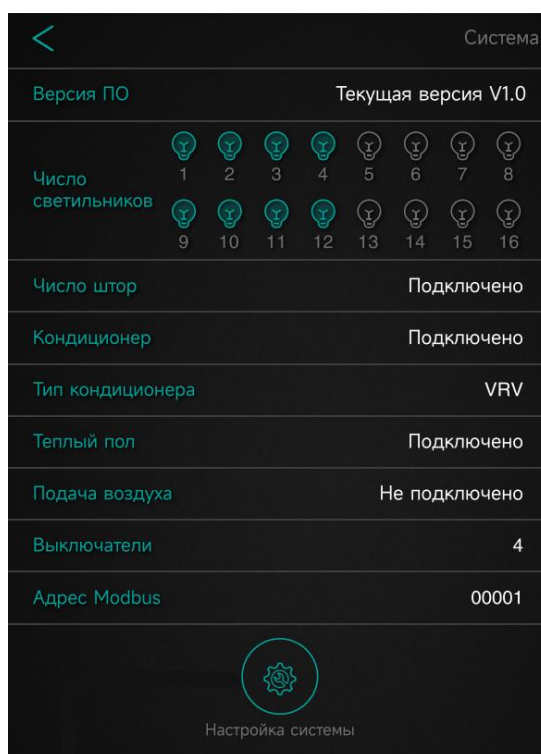 Система
Версия ПО Текущая версия V1.0
1 2 3 4 5 6 7 8
Число
светильников
9 10 11 12 13 14 15 16
Число штор Подключено
Кондиционер Подключено
Тип кондиционера VRV
Теплый пол Подключено
Подача воздуха Не подключено
Выключатели 4
Адрес Modbus 00001
Настройка системы